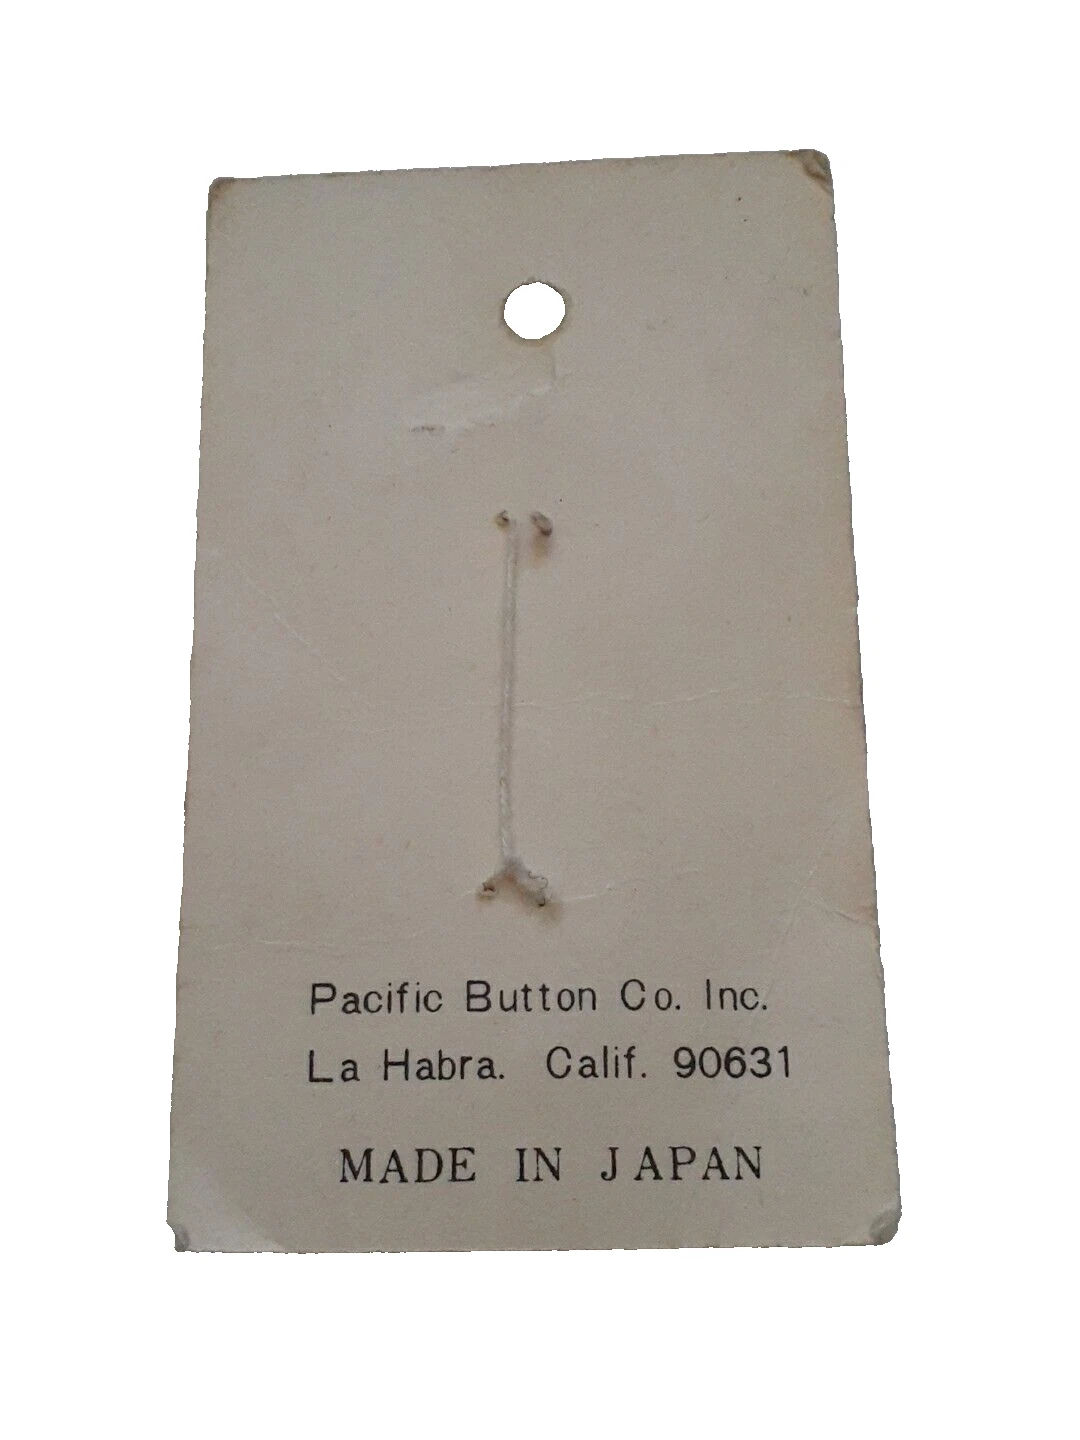 Pacific Button Co. Inc.
La Habra. Calif. 90631
MADE IN JAPAN